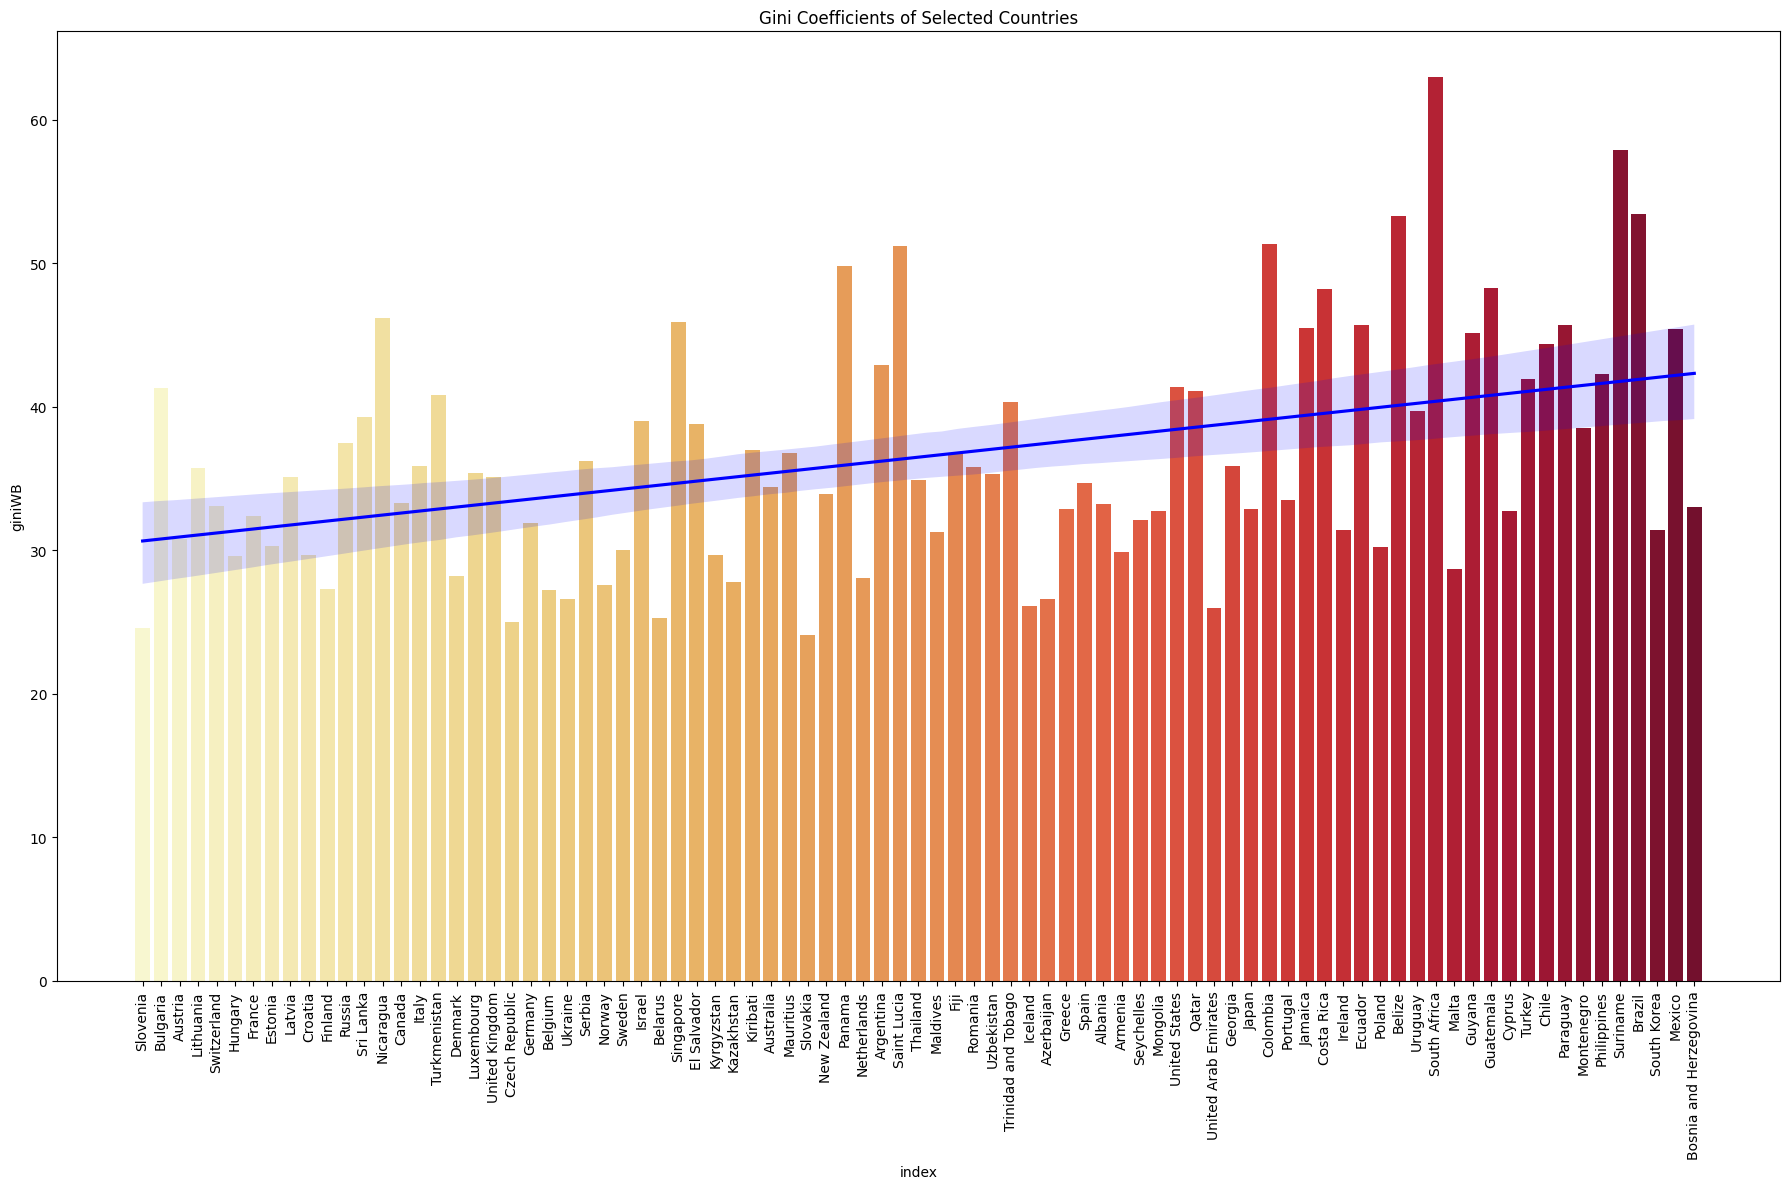 Gini Coefficients of Selected Countries
giniWB
60
50
40
30
20
10
0
Slovenia
Bulgaria
Austria
Lithuania
Switzerland
Hungary
France
Estonia
Latvia
Croatia
Finland
Russia
Sri Lanka
Nicaragua
Canada
Italy
Turkmenistan
Denmark
Luxembourg
United Kingdom
Czech Republic
Germany
Belgium
Ukraine
Serbia
Norway
Sweden
Israel
Belarus
Singapore
El Salvador
Kyrgyzstan
Kazakhstan
Kiribati
Australia
Mauritius
Slovakia
New Zealand
Panama
Netherlands
Argentina
Saint Lucia
Thailand
Maldives
Fiji
Romania
Uzbekistan
Trinidad and Tobago
Iceland
Azerbaijan
Greece
Spain
Albania
Armenia
Seychelles
Mongolia
United States
Qatar
United Arab Emirates
Georgia
Japan
Colombia
Portugal
Jamaica
Costa Rica
Ireland
Ecuador
Poland
Belize
Uruguay
South Africa
Malta
Guyana
Guatemala
Cyprus
Turkey
Chile
Paraguay
Montenegro
Philippines
Suriname
Brazil
South Korea
Mexico
Bosnia and Herzegovina
index